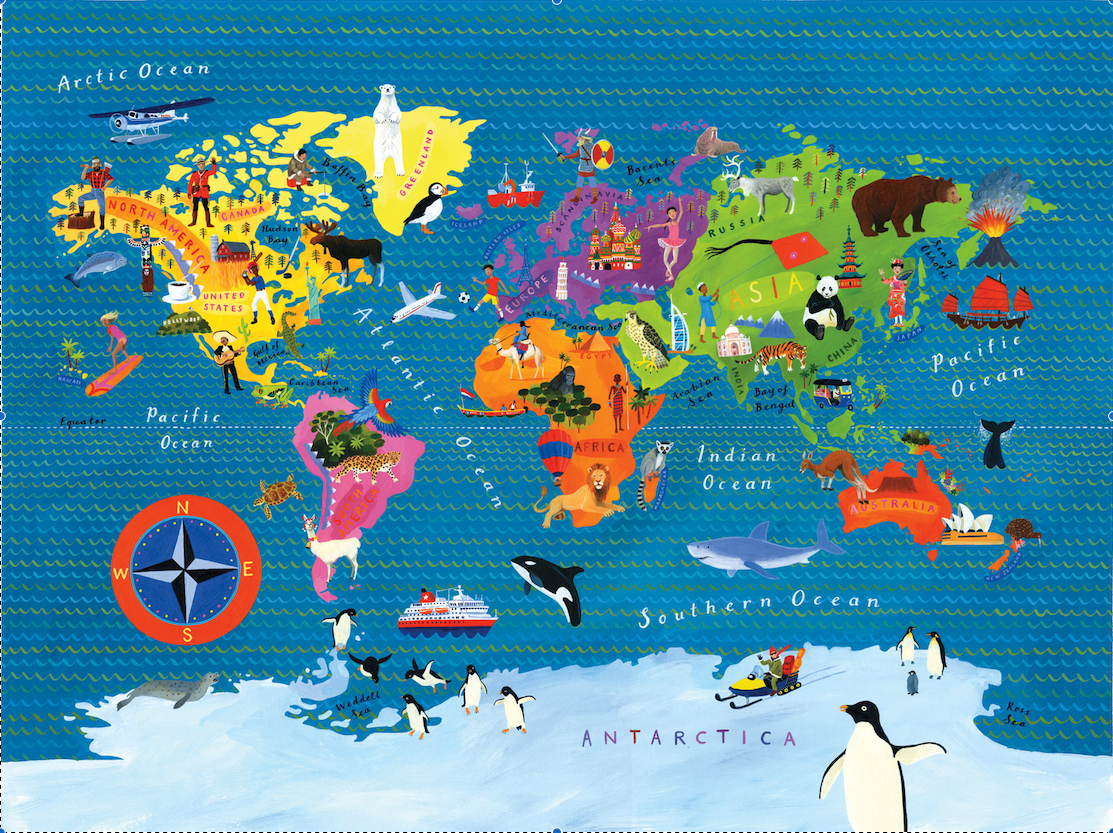 Arctic Ocean
GREENLAND
Baffin Bay
NORTH AMERICA
CANADA
Hudson
Bay
UNITED
STATES
HOLLYWOOD
Gulf of
Mexico
Caribbean
Sea
HAWAII
Equator
Pacific
Ocean
Atlantic
Ocean
SOUTH
AMERICA
ICELAND
SCANDINAVIA
Barents
Sea
EUROPE
Mediterranean Sea
RUSSIA
ASIA
Sea of
Okhotsk
JAPAN
CHINA
INDIA
Arabian
Sea
Bay of
Bengal
EGYPT
AFRICA
Indian
Ocean
Pacific
Ocean
AUSTRALIA
NEW ZEALAND
N
W
E
S
Southern Ocean
Weddell
Sea
Ross
Sea
ANTARCTICA